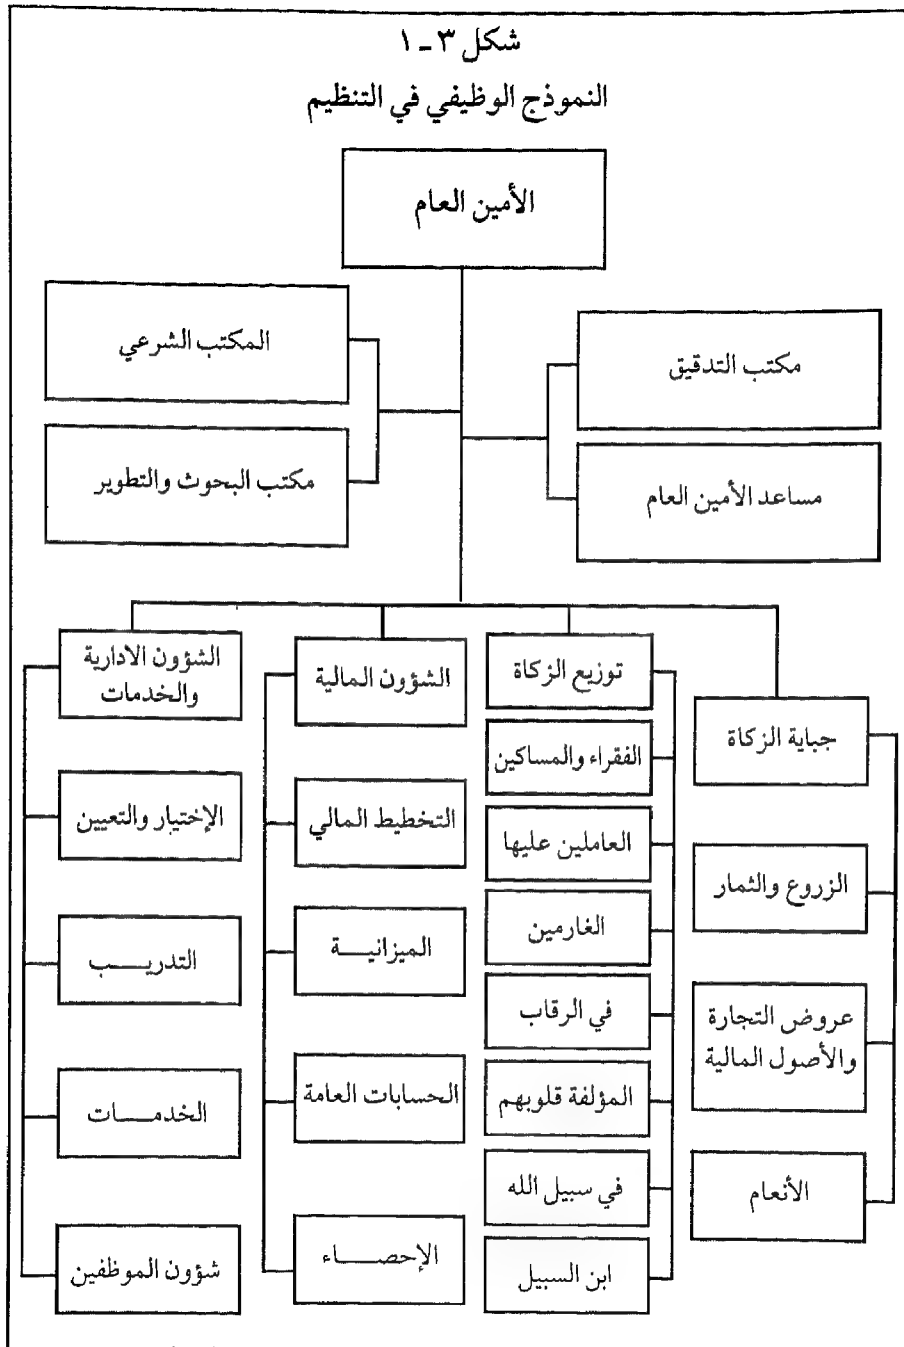 شكل ٣ ـ ١
النموذج الوظيفي في التنظيم
الأمين العام
مكتب التدقيق
مساعد الأمين العام
المكتب الشرعي
مكتب البحوث والتطوير
جباية الزكاة
الزروع والثمار
عروض التجارة
والأصول المالية
الأنعام
توزيع الزكاة
الفقراء والمساكين
العاملين عليها
الغارمين
في الرقاب
المؤلفة قلوبهم
في سبيل الله
ابن السبيل
الشؤون المالية
التخطيط المالي
الميزانيـــة
الحسابات العامة
الإحصـــاء
الشؤون الادارية
والخدمات
الإختيار والتعيين
التدريـــب
الخدمـــات
شؤون الموظفين